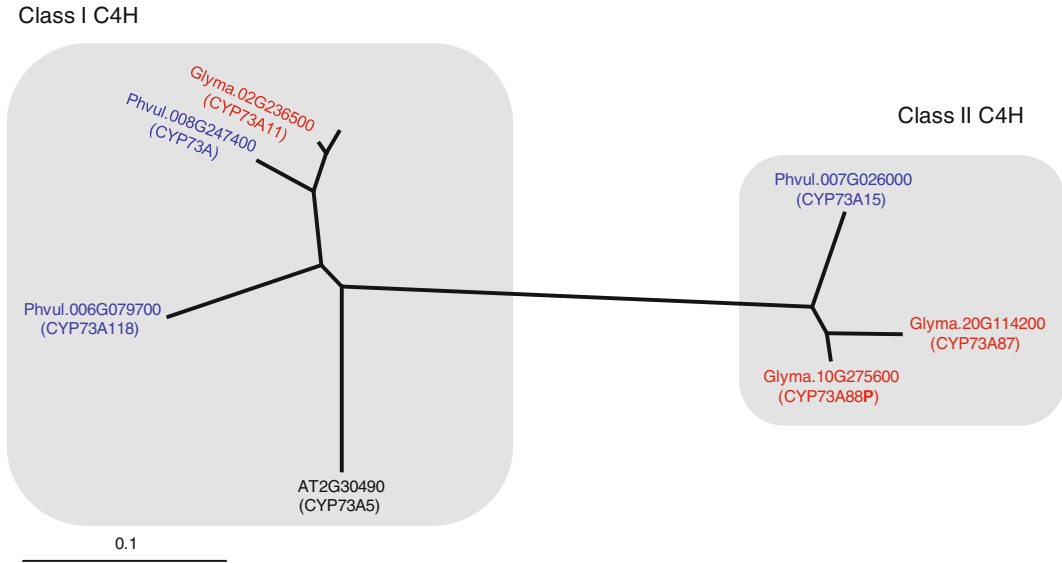 Class I C4H
Glyma.02G236500
(CYP73A11)
Phvul.008G247400
(CYP73A)
Phvul.006G079700
(CYP73A118)
AT2G30490
(CYP73A5)
0.1
Class II C4H
Phvul.007G026000
(CYP73A15)
Glyma.20G114200
(CYP73A87)
Glyma.10G275600
(CYP73A88P)